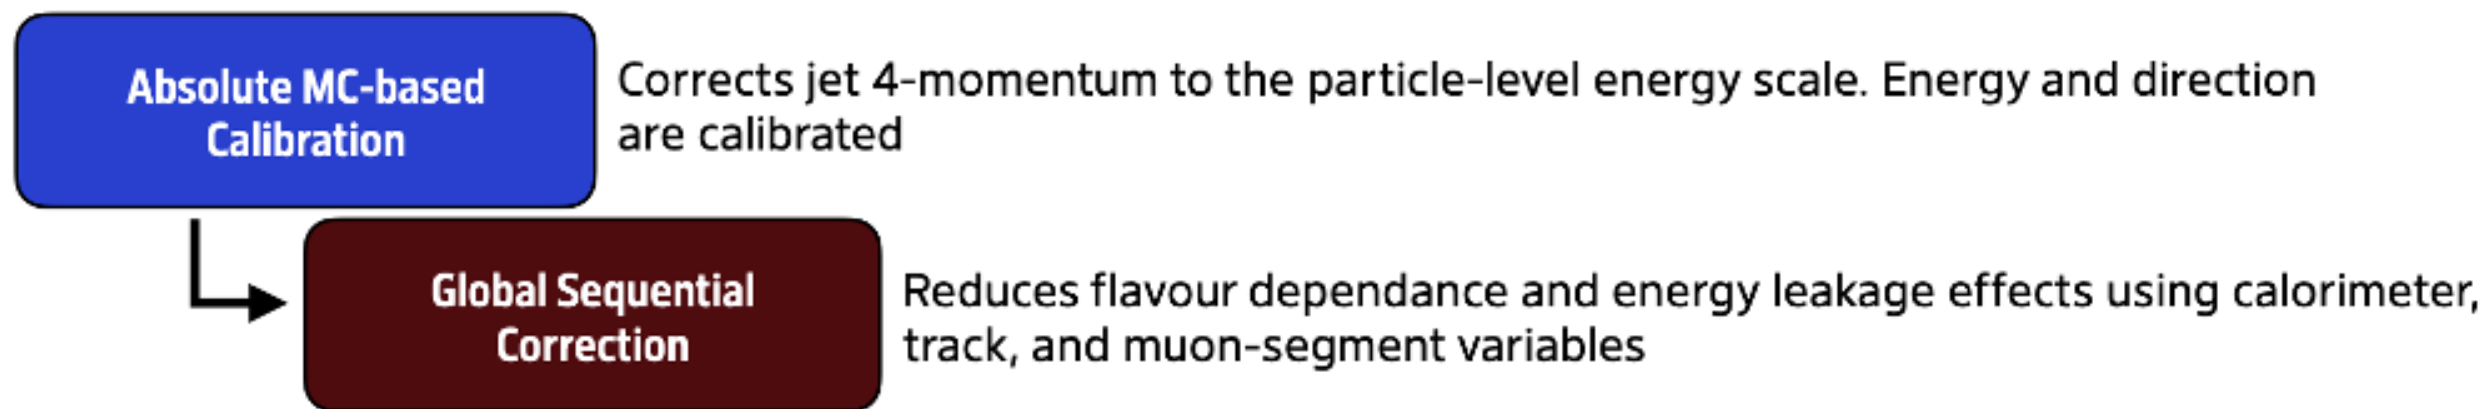 Absolute MC-based
Calibration
Corrects jet 4-momentum to the particle-level energy scale. Energy and direction
are calibrated
Global Sequential
Correction
Reduces flavour dependance and energy leakage effects using calorimeter,
track, and muon-segment variables